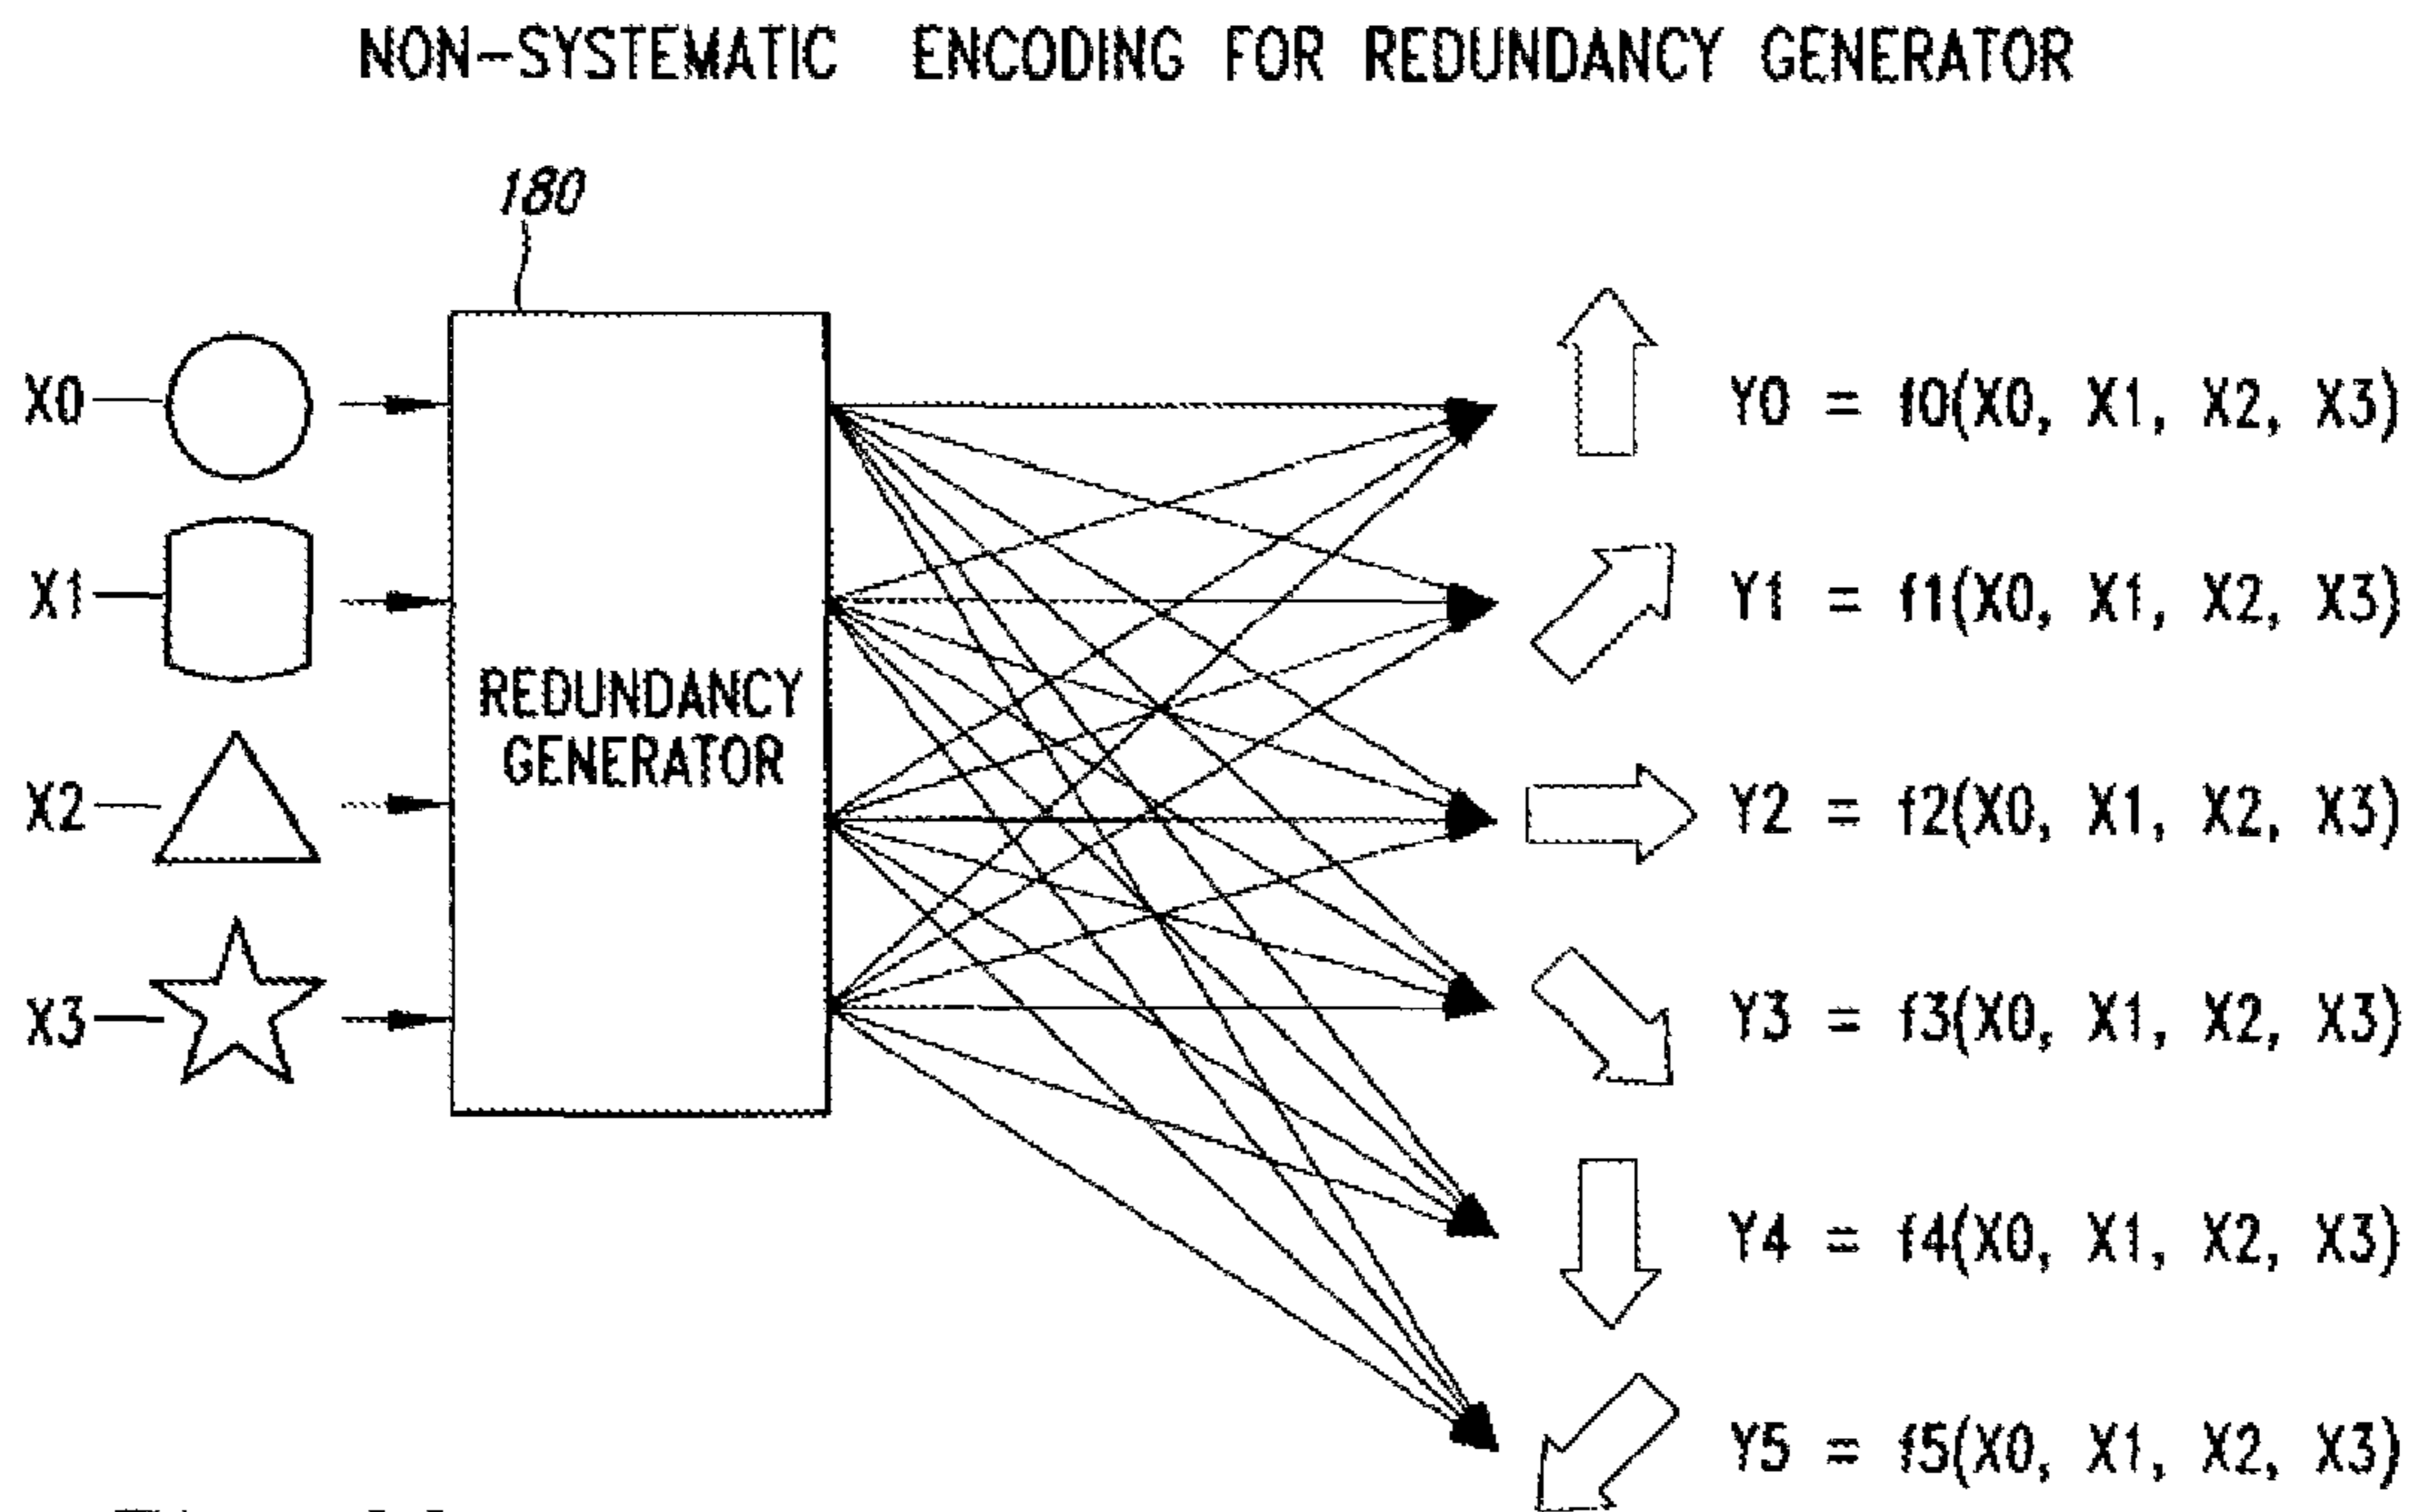 NON-SYSTEMATIC ENCODING FOR REDUNDANCY GENERATOR
180
X0
X1
X2
X3
REDUNDANCY
GENERATOR
Y0 = f0(X0, X1, X2, X3)
Y1 = f1(X0, X1, X2, X3)
Y2 = f2(X0, X1, X2, X3)
Y3 = f3(X0, X1, X2, X3)
Y4 = f4(X0, X1, X2, X3)
Y5 = f5(X0, X1, X2, X3)